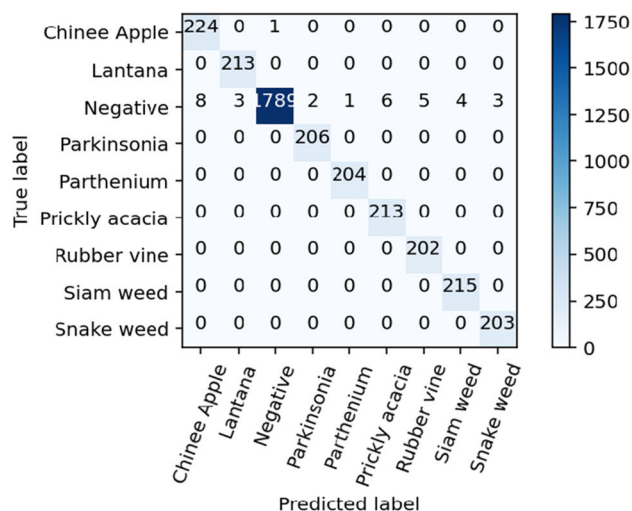 Chinee Apple 224 0 1 0 0 0 0 0 0
Lantana 0 213 0 0 0 0 0 0 0
Negative 8 3 1789 2 1 6 5 4 3
Parkinsonia 0 0 0 206 0 0 0 0 0
Parthenium 0 0 0 0 204 0 0 0 0
Prickly acacia 0 0 0 0 0 213 0 0 0
Rubber vine 0 0 0 0 0 0 202 0 0
Siam weed 0 0 0 0 0 0 0 215 0
Snake weed 0 0 0 0 0 0 0 0 203
True label
Chinee Apple
Lantana
Negative
Parkinsonia
Parthenium
Prickly acacia
Rubber vine
Siam weed
Snake weed
Predicted label
1750
1500
1250
1000
750
500
250
0